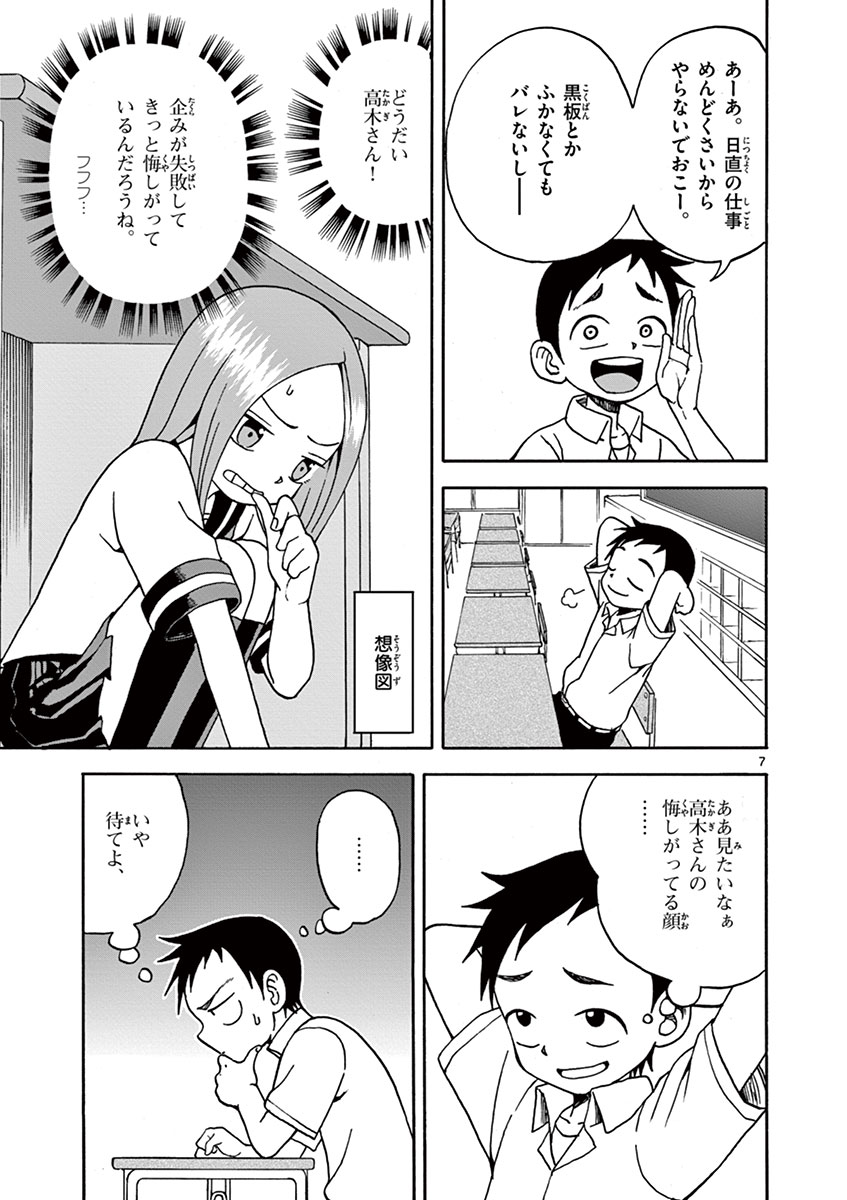 あーあ。日直の仕事
めんどくさいから
やらないでおこー。
黒板とか
ふかなくても
バレないし──
どうだい
高木さん！
企みが失敗して
きっと悔しがって
いるんだろうね。
フフフ…
想像図
7
ああ見たいなぁ
高木さんの
悔しがってる顔
……
……
いや
待てよ、